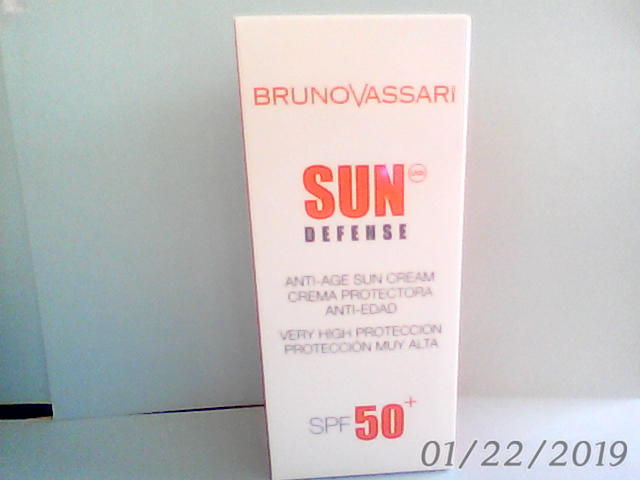 BRUNOVASSARI
SUN
DEFENSE
ANTI-AGE SUN CREAM
CREMA PROTECTORA
ANTI-EDAD
VERY HIGH PROTECCION
PROTECCIÓN MUY ALTA
SPF 50+
01/22/2019